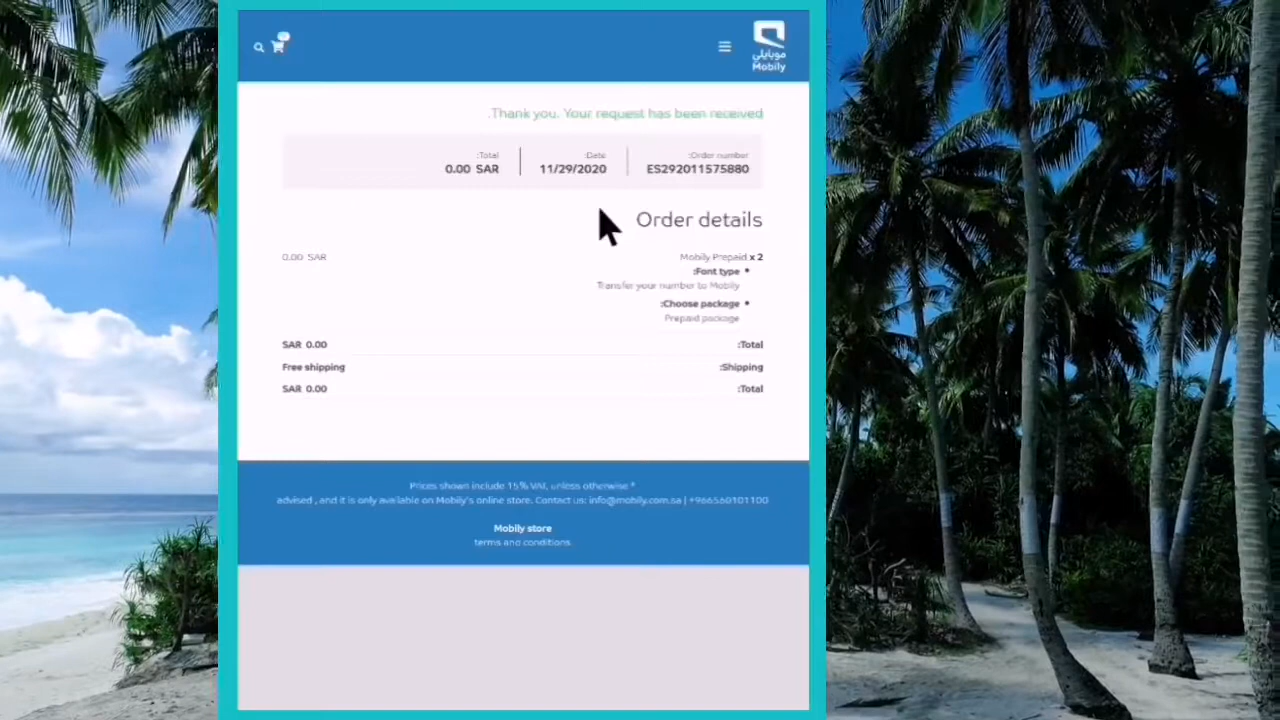 موبايلي
Mobily
.Thank you. Your request has been received
:Total
0.00 SAR
:Date
11/29/2020
:Order number
ES292011575880
Order details
0.00 SAR
Mobily Prepaid x 2
:Font type •
Transfer your number to Mobily
:Choose package •
Prepaid package
SAR 0.00 :Total
Free shipping :Shipping
SAR 0.00 :Total
Prices shown include 15% VAT, unless otherwise *
advised , and it is only available on Mobily's online store. Contact us: info@mobily.com.sa | +966560101100
Mobily store
terms and conditions.